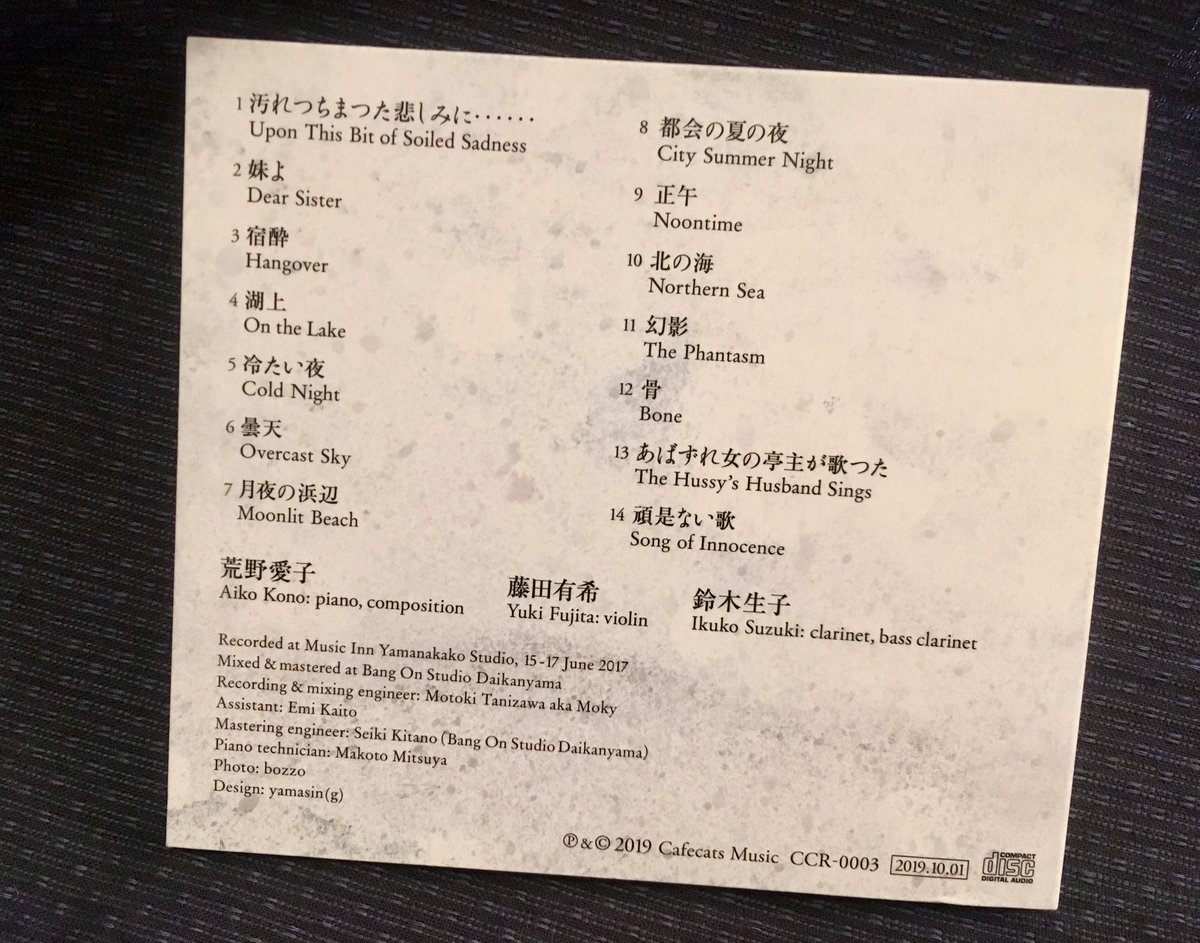 1 汚れつちまつた悲しみに‥‥‥
Upon This Bit of Soiled Sadness
2 妹よ
Dear Sister
3 宿酔
Hangover
4 湖上
On the Lake
5 冷たい夜
Cold Night
6 曇天
Overcast Sky
7 月夜の浜辺
Moonlit Beach
8 都会の夏の夜
City Summer Night
9 正午
Noontime
10 北の海
Northern Sea
11 幻影
The Phantasm
12 骨
Bone
13 あばずれ女の亭主が歌つた
The Hussy's Husband Sings
14 頑是ない歌
Song of Innocence
荒野愛子
Aiko Kono: piano, composition
藤田有希
Yuki Fujita: violin
鈴木生子
Ikuko Suzuki: clarinet, bass clarinet
Recorded at Music Inn Yamanakako Studio, 15-17 June 2017
Mixed & mastered at Bang On Studio Daikanyama
Recording & mixing engineer: Motoki Tanizawa aka Moky
Assistant: Emi Kaito
Mastering engineer: Seiki Kitano (Bang On Studio Daikanyama)
Piano technician: Makoto Mitsuya
Photo: bozzo
Design: yamasin(g)
℗ & © 2019 Cafecats Music CCR-0003 2019.10.01
COMPACT
disc
DIGITAL AUDIO